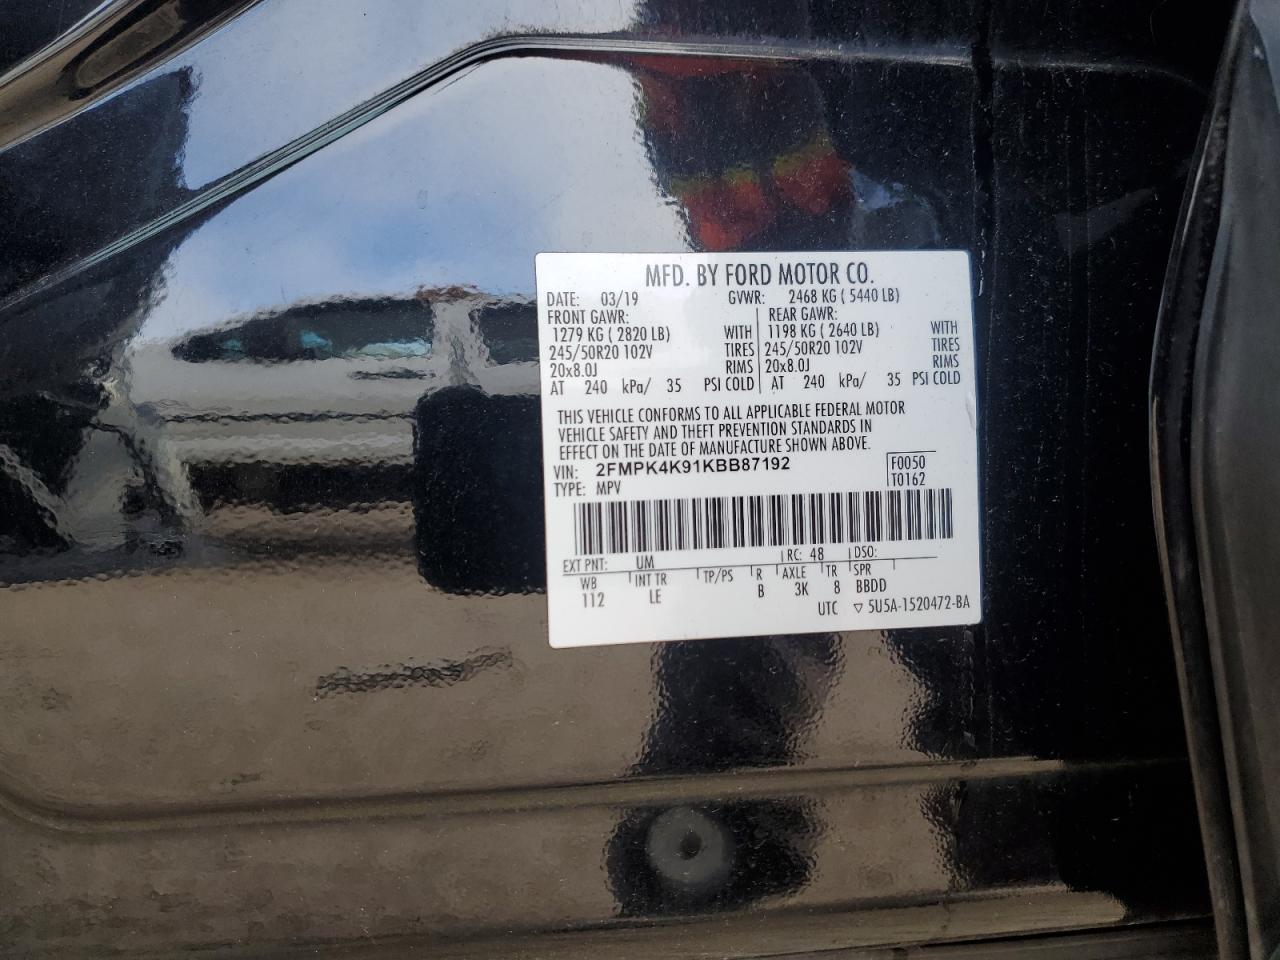 MFD. BY FORD MOTOR CO.
DATE: 03/19 GVWR: 2468 KG ( 5440 LB)
FRONT GAWR: REAR GAWR:
1279 KG ( 2820 LB) WITH 1198 KG ( 2640 LB) WITH
245/50R20 102V TIRES 245/50R20 102V TIRES
20x8.0J RIMS 20x8.0J RIMS
AT 240 kPa/ 35 PSI COLD AT 240 kPa/ 35 PSI COLD
THIS VEHICLE CONFORMS TO ALL APPLICABLE FEDERAL MOTOR
VEHICLE SAFETY AND THEFT PREVENTION STANDARDS IN
EFFECT ON THE DATE OF MANUFACTURE SHOWN ABOVE.
VIN: 2FMPK4K91KBB87192 F0050
TYPE: MPV T0162
EXT PNT: UM RC: 48 DSO:
WB INT TR TP/PS R AXLE TR SPR
112 LE B 3K 8 BBDD
UTC ▽ 5U5A-1520472-BA